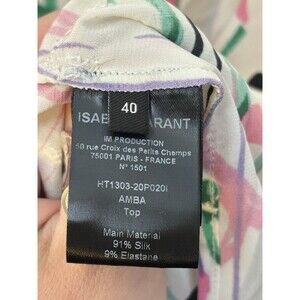 40
ISAB ARANT
IM PRODUCTION
50 rue Croix des Petits Champs
75001 PARIS - FRANCE
N° 1501
HT1303-20P020I
AMBA
Top
Main Material
91% Silk
9% Elastane